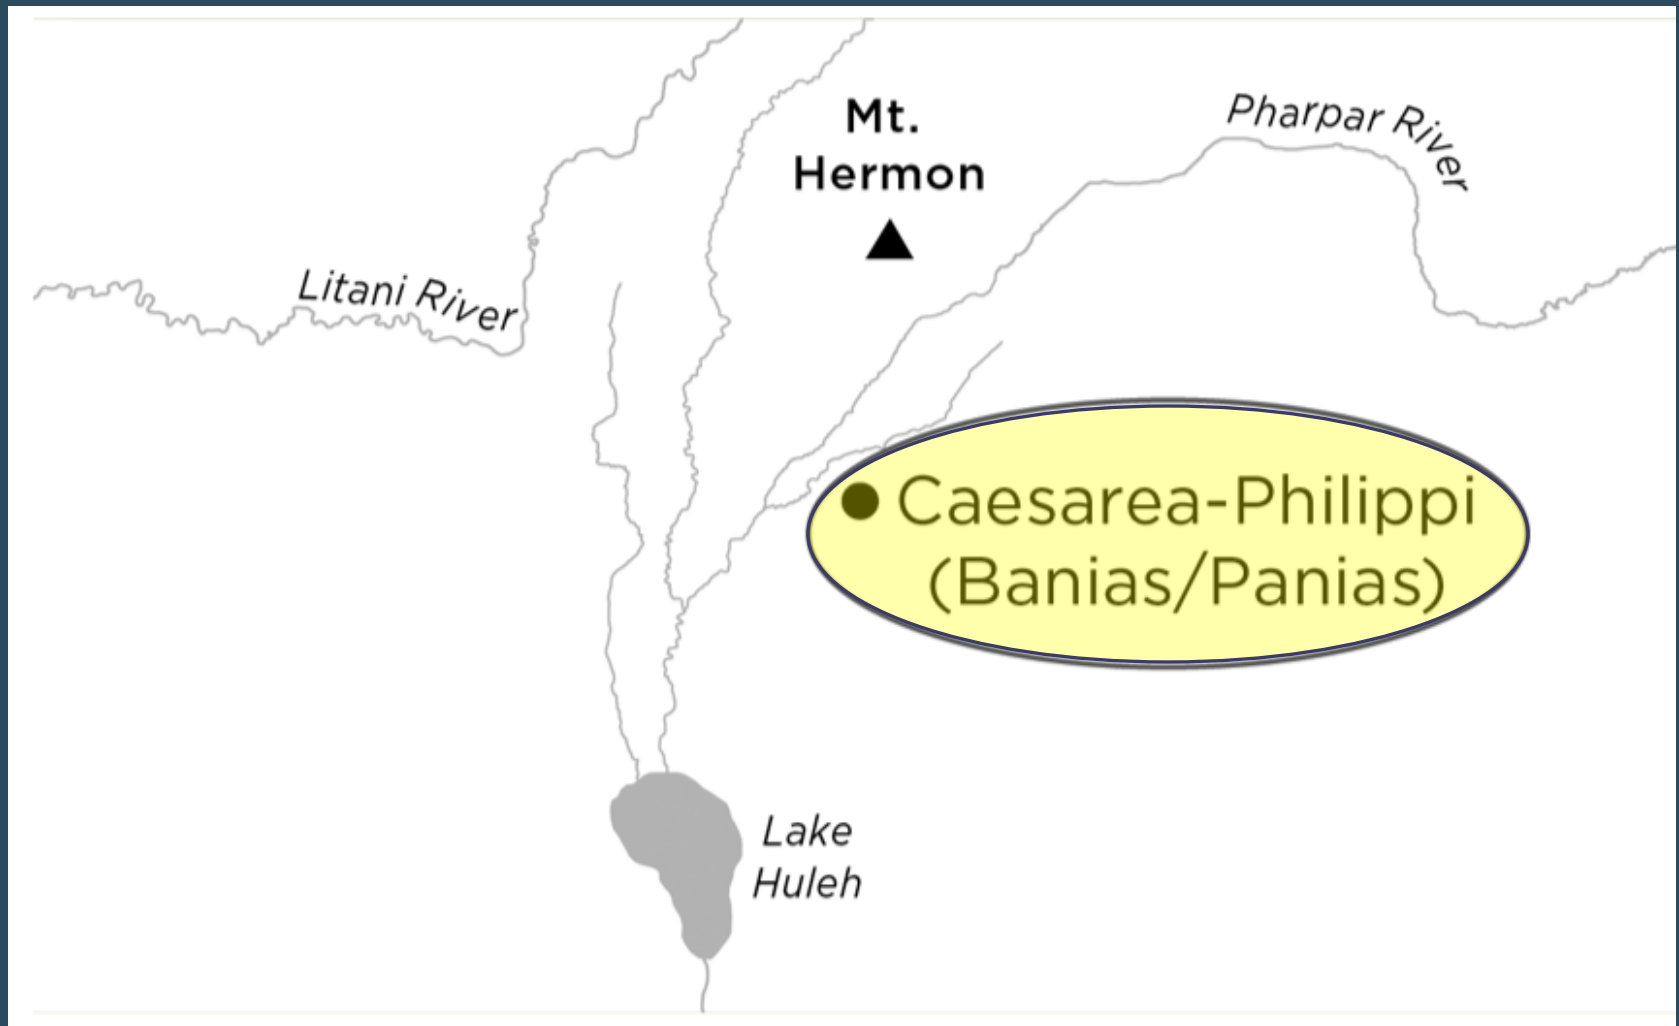 Mt.
Hermon
Pharpar River
Litani River
Caesarea-Philippi
(Banias/Panias)
Lake
Huleh